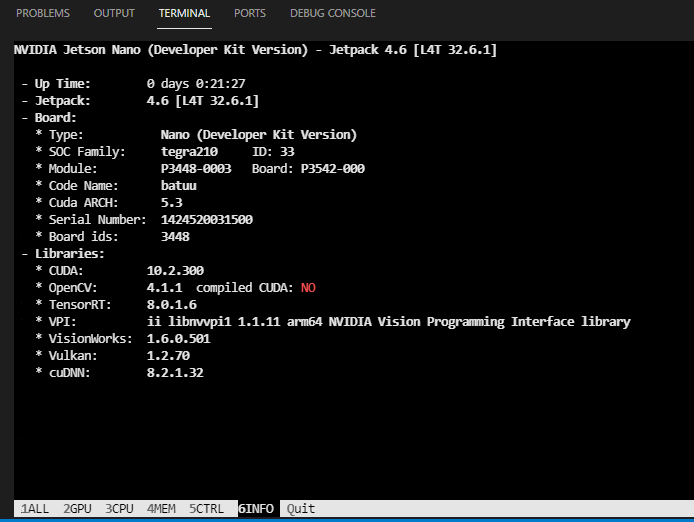 PROBLEMS OUTPUT TERMINAL PORTS DEBUG CONSOLE
NVIDIA Jetson Nano (Developer Kit Version) - Jetpack 4.6 [L4T 32.6.1]
- Up Time: 0 days 0:21:27
- Jetpack: 4.6 [L4T 32.6.1]
- Board:
* Type: Nano (Developer Kit Version)
* SOC Family: tegra210 ID: 33
* Module: P3448-0003 Board: P3542-000
* Code Name: batuu
* Cuda ARCH: 5.3
* Serial Number: 1424520031500
* Board ids: 3448
- Libraries:
* CUDA: 10.2.300
* OpenCV: 4.1.1 compiled CUDA: NO
* TensorRT: 8.0.1.6
* VPI: ii libnvvpi1 1.1.11 arm64 NVIDIA Vision Programming Interface library
* VisionWorks: 1.6.0.501
* Vulkan: 1.2.70
* cuDNN: 8.2.1.32
1ALL 2GPU 3CPU 4MEM 5CTRL 6INFO Quit